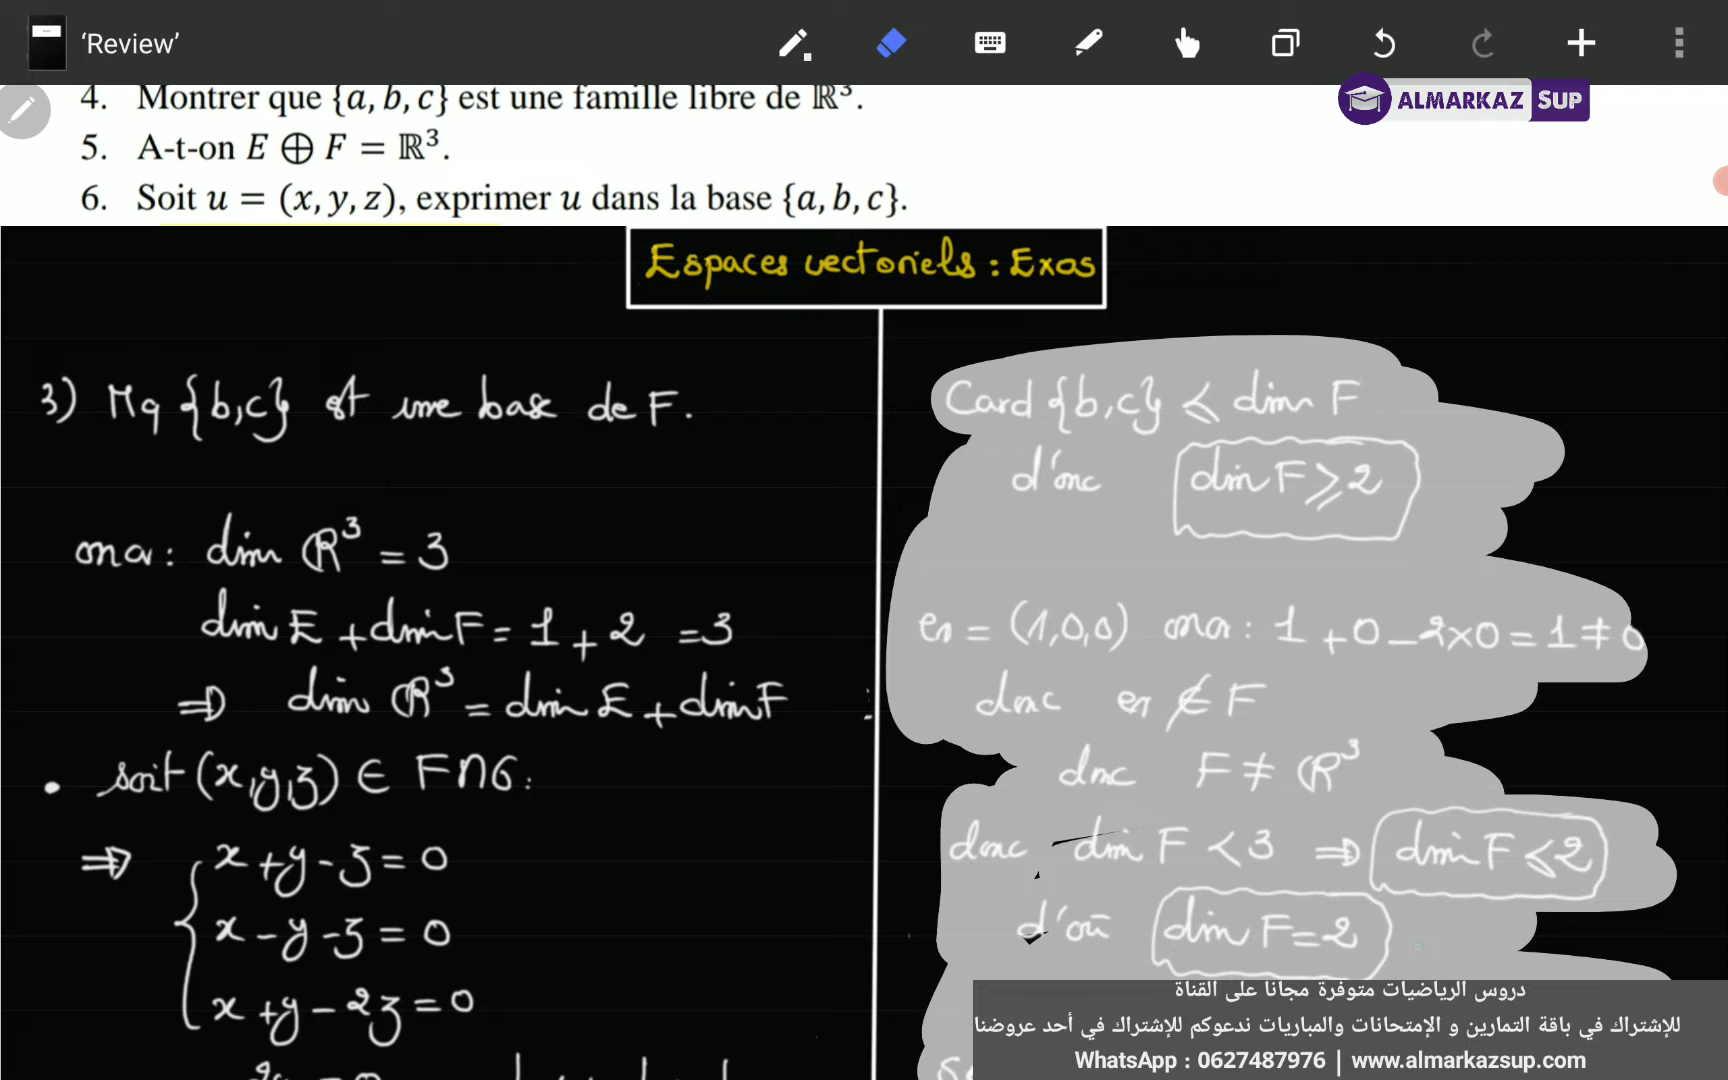 ‘Review’
4. Montrer que {a, b, c} est une famille libre de ℝ³.
ALMARKAZ SUP
5. A-t-on E ⊕ F = ℝ³.
6. Soit u = (x, y, z), exprimer u dans la base {a, b, c}.
Espaces vectoriels : Exos
3) Mq {b,c} est une base de F.
on a : dim ℝ³ = 3
dim E + dim F = 1 + 2 = 3
⇒ dim ℝ³ = dim E + dim F
• soit (x,y,z) ∈ F∩G :
⇒ { x + y - z = 0
x - y - z = 0
x + y - 2z = 0
Card {b,c} ≤ dim F
d'onc dim F ≥ 2
e₁ = (1,0,0) on a : 1 + 0 - 2×0 = 1 ≠ 0
donc e₁ ∉ F
donc F ≠ ℝ³
donc dim F < 3 ⇒ dim F ≤ 2
d'où dim F = 2
دروس الرياضيات متوفرة مجانا على القناة
للإشتراك في باقة التمارين و الإمتحانات والمباريات ندعوكم للإشتراك في أحد عروضنا
WhatsApp : 0627487976 | www.almarkazsup.com